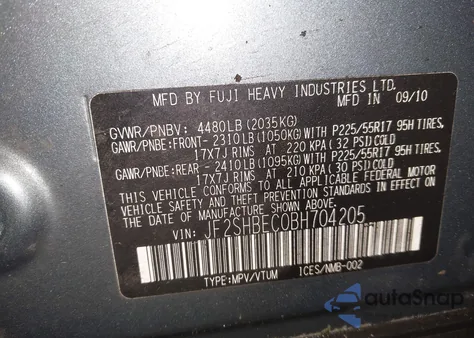 MFD BY FUJI HEAVY INDUSTRIES LTD.
MFD.IN 09/10
GVWR/PNBV: 4480LB (2035KG)
GAWR/PNBE: FRONT- 2310LB (1050KG) WITH P225/55R17 95H TIRES.
17X7J RIMS AT 220 KPA (32 PSI) COLD
GAWR/PNBE: REAR -2410LB (1095KG) WITH P225/55R17 95H TIRES.
17X7J RIMS AT 210 KPA (30 PSI) COLD
THIS VEHICLE CONFORMS TO ALL APPLICABLE FEDERAL MOTOR
VEHICLE SAFETY AND THEFT PREVENTION STANDARDS IN EFFECT ON
THE DATE OF MANUFACTURE SHOWN ABOVE.
VIN: JF2SHBEC0BH704205
TYPE:MPV/VTUM 1CES/NMB-002
autoSnap